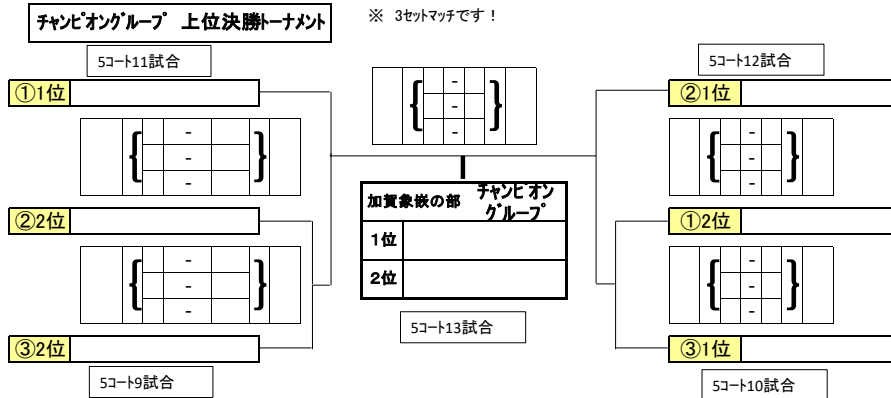 チャンピオングループ 上位決勝トーナメント
※ 3セットマッチです！
5コート11試合
5コート12試合
①1位
②1位
{ - }
{ - }
{ - }
-
-
-
-
-
-
②2位
加賀象嵌の部 チャンピオングループ
①2位
1位
2位
{ - }
{ - }
-
-
-
-
5コート13試合
③2位
③1位
5コート9試合
5コート10試合